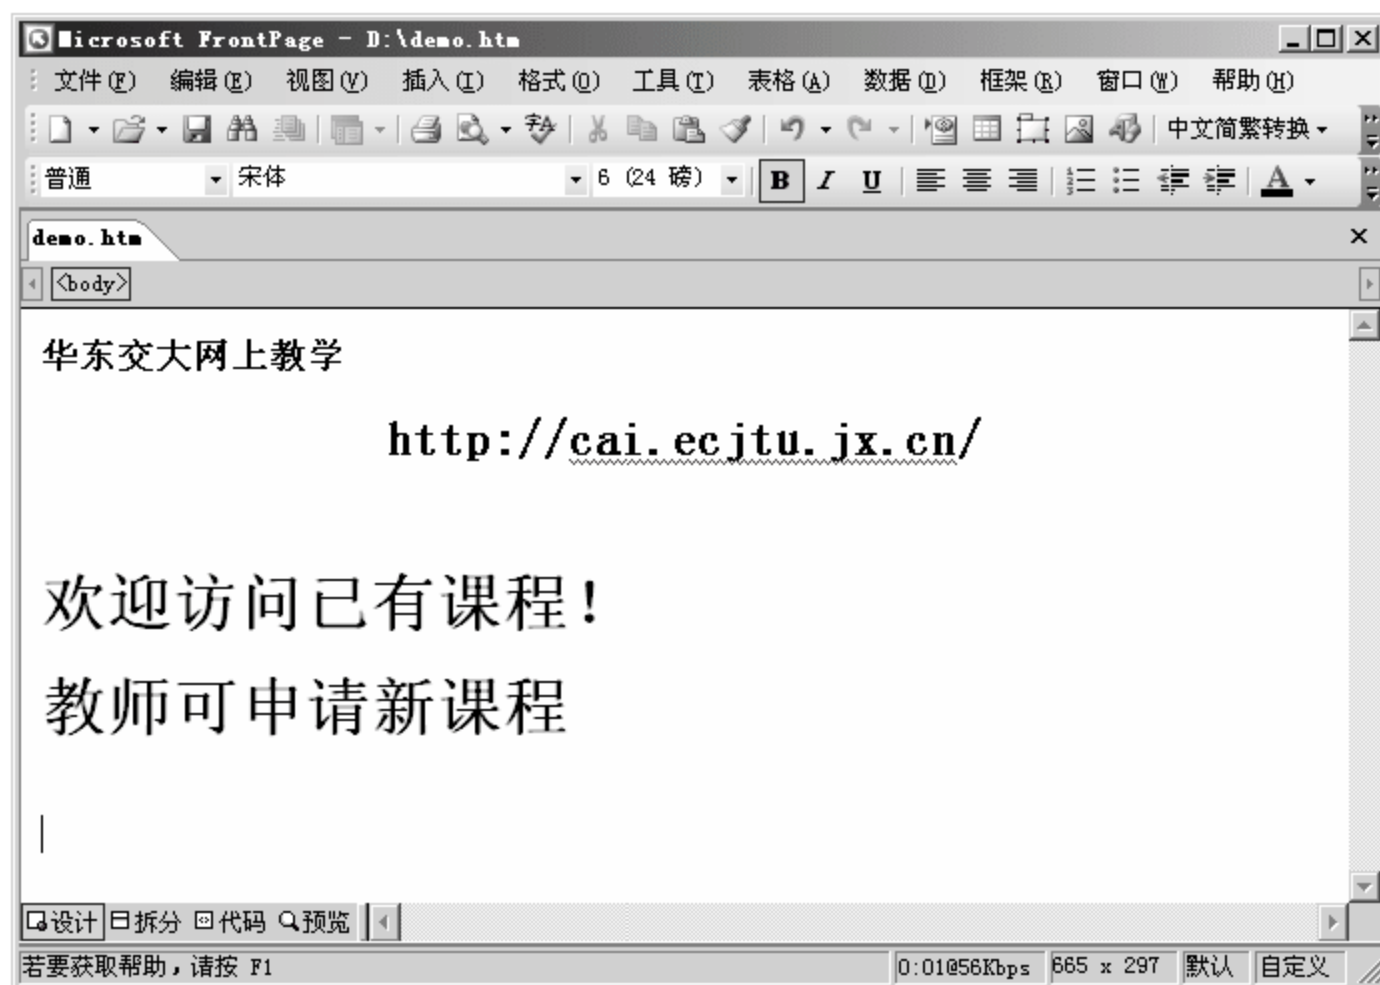 Microsoft FrontPage - D:\demo.htm
文件(F) 编辑(E) 视图(V) 插入(I) 格式(O) 工具(T) 表格(A) 数据(D) 框架(R) 窗口(W) 帮助(H)
中文简繁转换
普通 宋体 6 (24 磅) B I U A
demo.htm
<body>
华东交大网上教学
http://cai.ecjtu.jx.cn/
欢迎访问已有课程!
教师可申请新课程
设计 拆分 代码 预览
若要获取帮助,请按 F1 0:01@56Kbps 665 x 297 默认 自定义